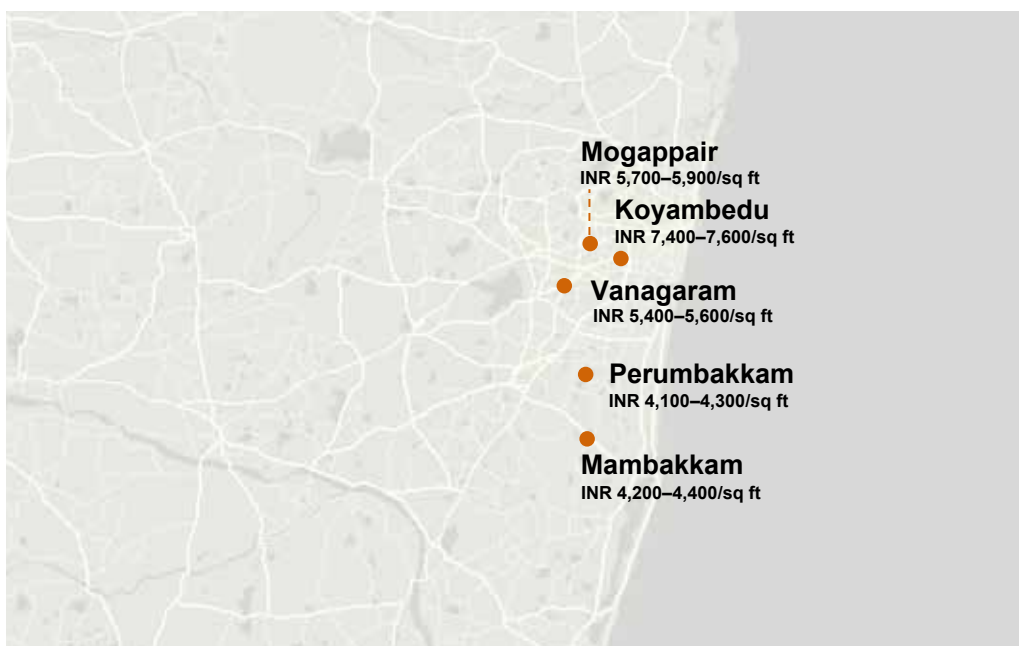 Mogappair
INR 5,700–5,900/sq ft
Koyambedu
INR 7,400–7,600/sq ft
Vanagaram
INR 5,400–5,600/sq ft
Perumbakkam
INR 4,100–4,300/sq ft
Mambakkam
INR 4,200–4,400/sq ft